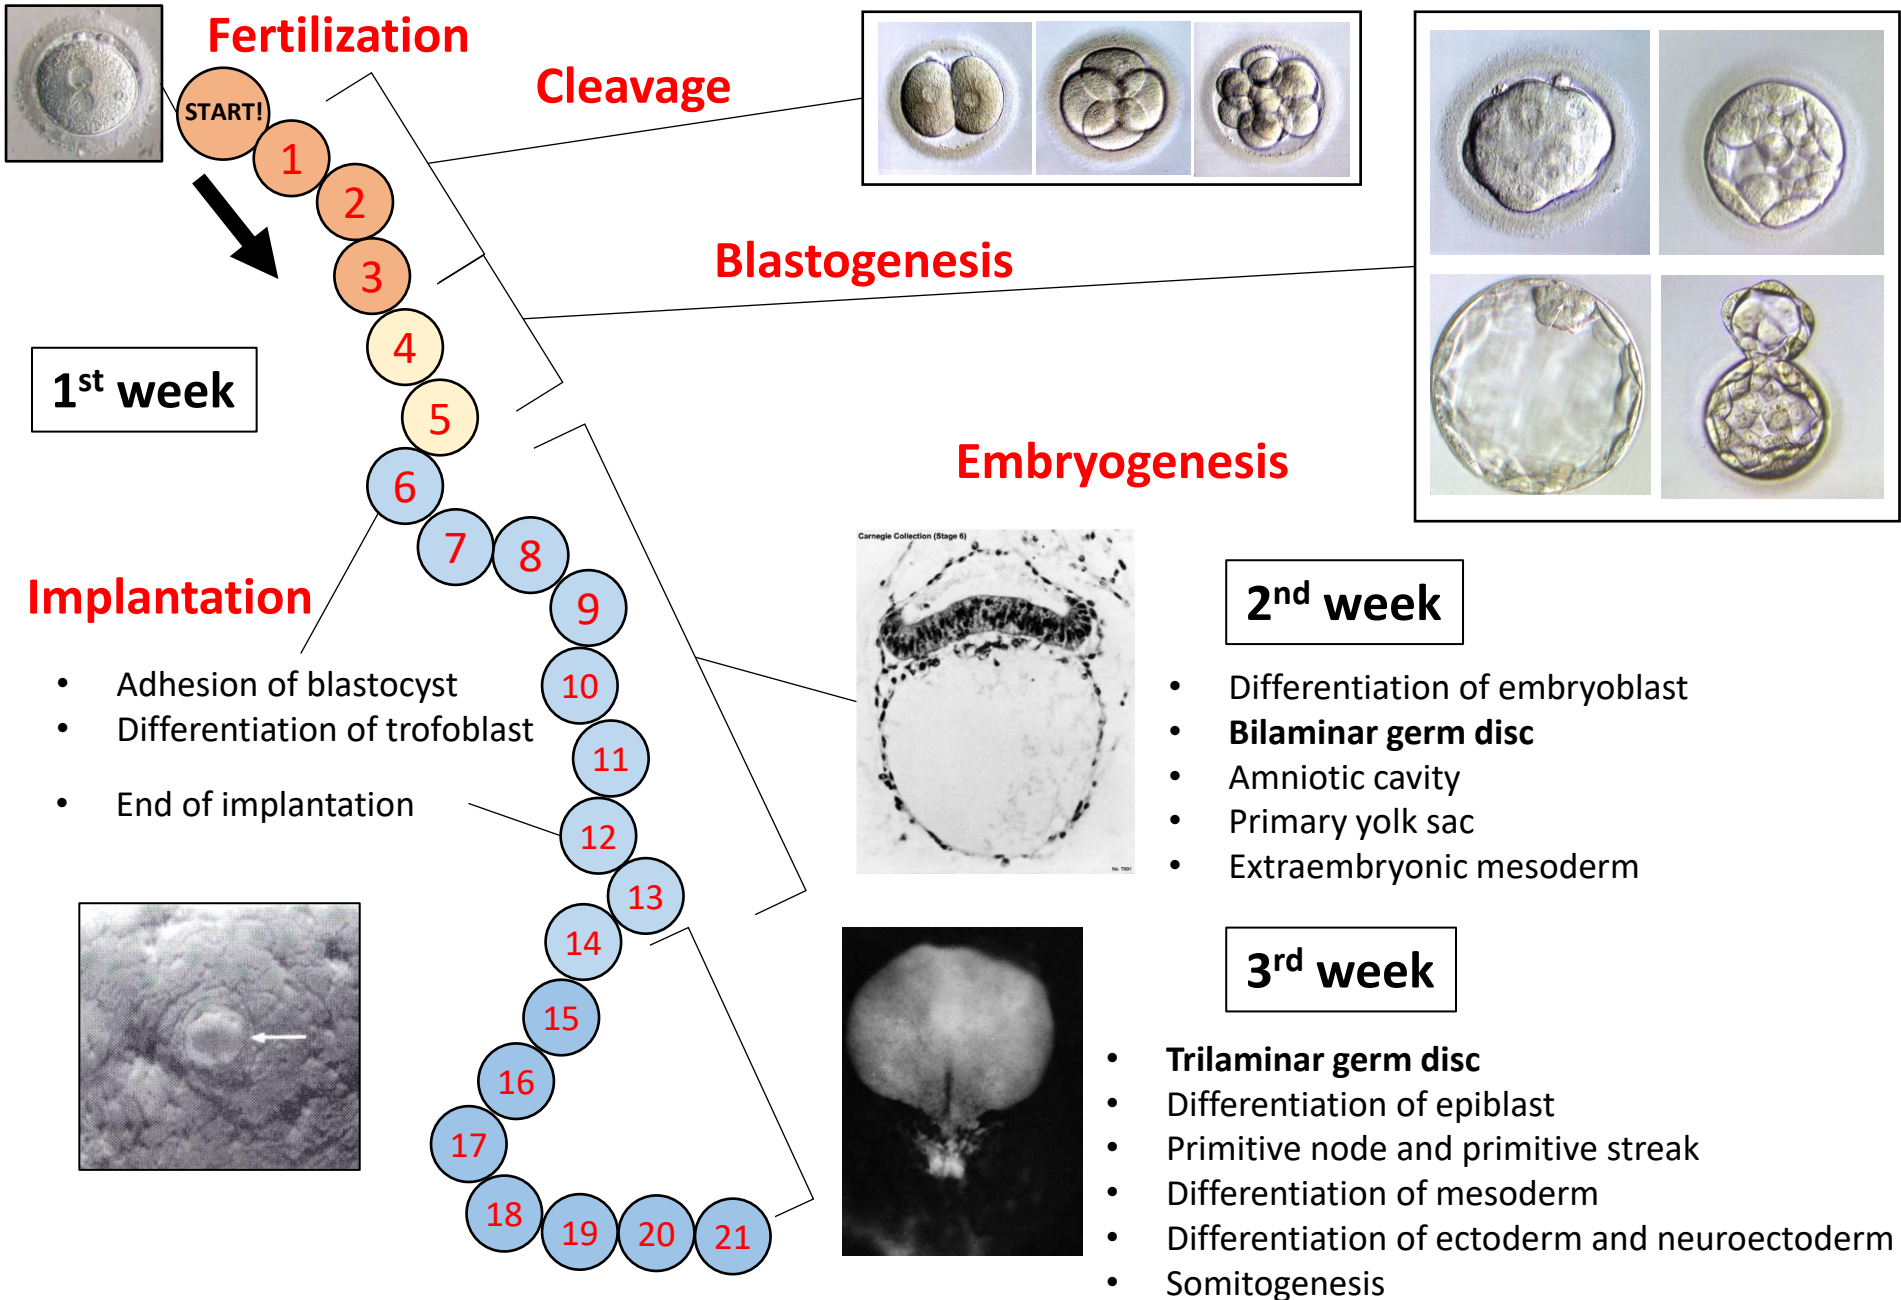 Fertilization
START!
1
2
3
4
5
6
7
8
9
10
11
12
13
14
15
16
17
18
19
20
21
Cleavage
Blastogenesis
1st week
Embryogenesis
Implantation
• Adhesion of blastocyst
• Differentiation of trofoblast
• End of implantation
Carnegie Collection (Stage 6)
No. 7801
2nd week
• Differentiation of embryoblast
• Bilaminar germ disc
• Amniotic cavity
• Primary yolk sac
• Extraembryonic mesoderm
3rd week
• Trilaminar germ disc
• Differentiation of epiblast
• Primitive node and primitive streak
• Differentiation of mesoderm
• Differentiation of ectoderm and neuroectoderm
• Somitogenesis